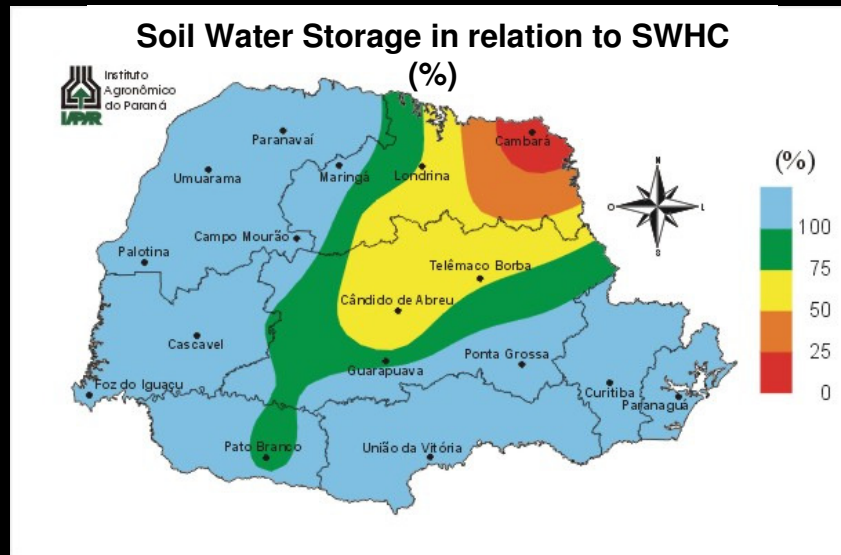 Soil Water Storage in relation to SWHC
(%)
Instituto
Agronômico
do Paraná
IAPAR
Paranavaí
Cambará
Umuarama
Maringá
Londrina
(%)
N
O
L
S
Campo Mourão
Palotina
Telêmaco Borba
Cândido de Abreu
Cascavel
Guarapuava
Ponta Grossa
Foz do Iguaçu
Curitiba
Paranaguá
Pato Branco
União da Vitória
100
75
50
25
0